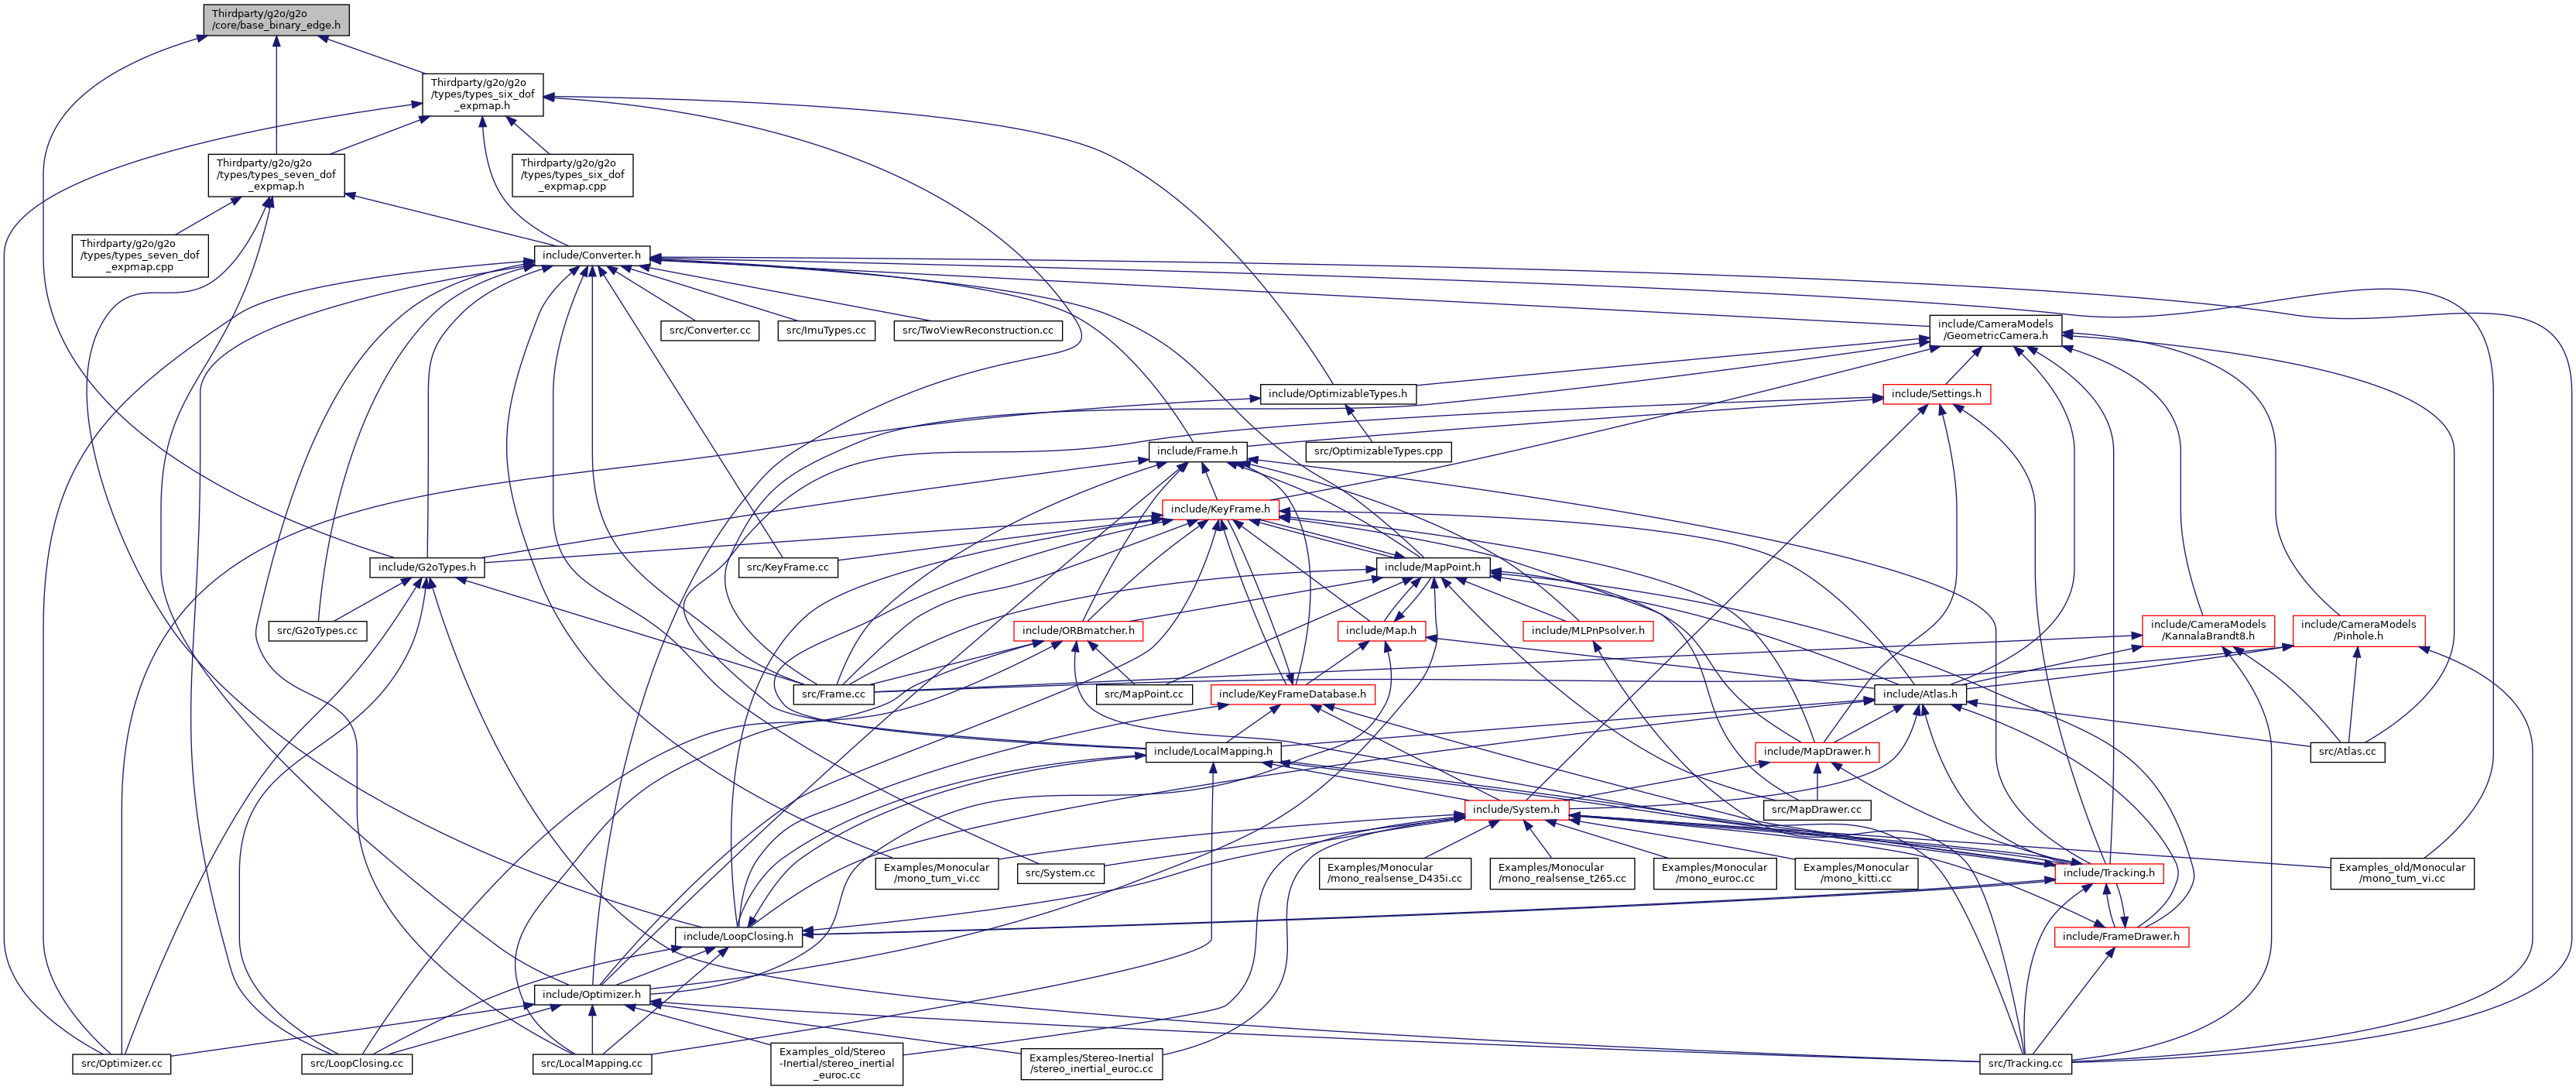 Thirdparty/g2o/g2o
/core/base_binary_edge.h
Thirdparty/g2o/g2o
/types/types_six_dof
_expmap.h
Thirdparty/g2o/g2o
/types/types_seven_dof
_expmap.h
Thirdparty/g2o/g2o
/types/types_six_dof
_expmap.cpp
Thirdparty/g2o/g2o
/types/types_seven_dof
_expmap.cpp
include/Converter.h
src/Converter.cc
src/ImuTypes.cc
src/TwoViewReconstruction.cc
include/CameraModels
/GeometricCamera.h
include/OptimizableTypes.h
include/Settings.h
include/Frame.h
src/OptimizableTypes.cpp
include/KeyFrame.h
include/G2oTypes.h
src/KeyFrame.cc
include/MapPoint.h
src/G2oTypes.cc
include/ORBmatcher.h
include/Map.h
include/MLPnPsolver.h
include/CameraModels
/KannalaBrandt8.h
include/CameraModels
/Pinhole.h
src/Frame.cc
src/MapPoint.cc
include/KeyFrameDatabase.h
include/Atlas.h
include/LocalMapping.h
include/MapDrawer.h
src/Atlas.cc
include/System.h
src/MapDrawer.cc
Examples/Monocular
/mono_tum_vi.cc
src/System.cc
Examples/Monocular
/mono_realsense_D435i.cc
Examples/Monocular
/mono_realsense_t265.cc
Examples/Monocular
/mono_euroc.cc
Examples/Monocular
/mono_kitti.cc
include/Tracking.h
Examples_old/Monocular
/mono_tum_vi.cc
include/LoopClosing.h
include/FrameDrawer.h
include/Optimizer.h
src/Optimizer.cc
src/LoopClosing.cc
src/LocalMapping.cc
Examples_old/Stereo
-Inertial/stereo_inertial
_euroc.cc
Examples/Stereo-Inertial
/stereo_inertial_euroc.cc
src/Tracking.cc